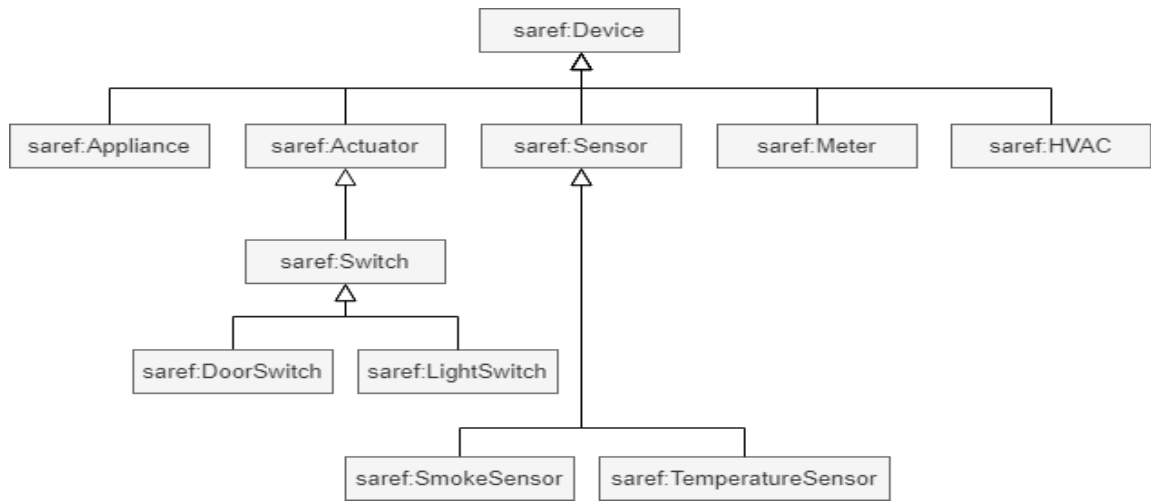 saref:Device
saref:Appliance
saref:Actuator
saref:Sensor
saref:Meter
saref:HVAC
saref:Switch
saref:DoorSwitch
saref:LightSwitch
saref:SmokeSensor
saref:TemperatureSensor